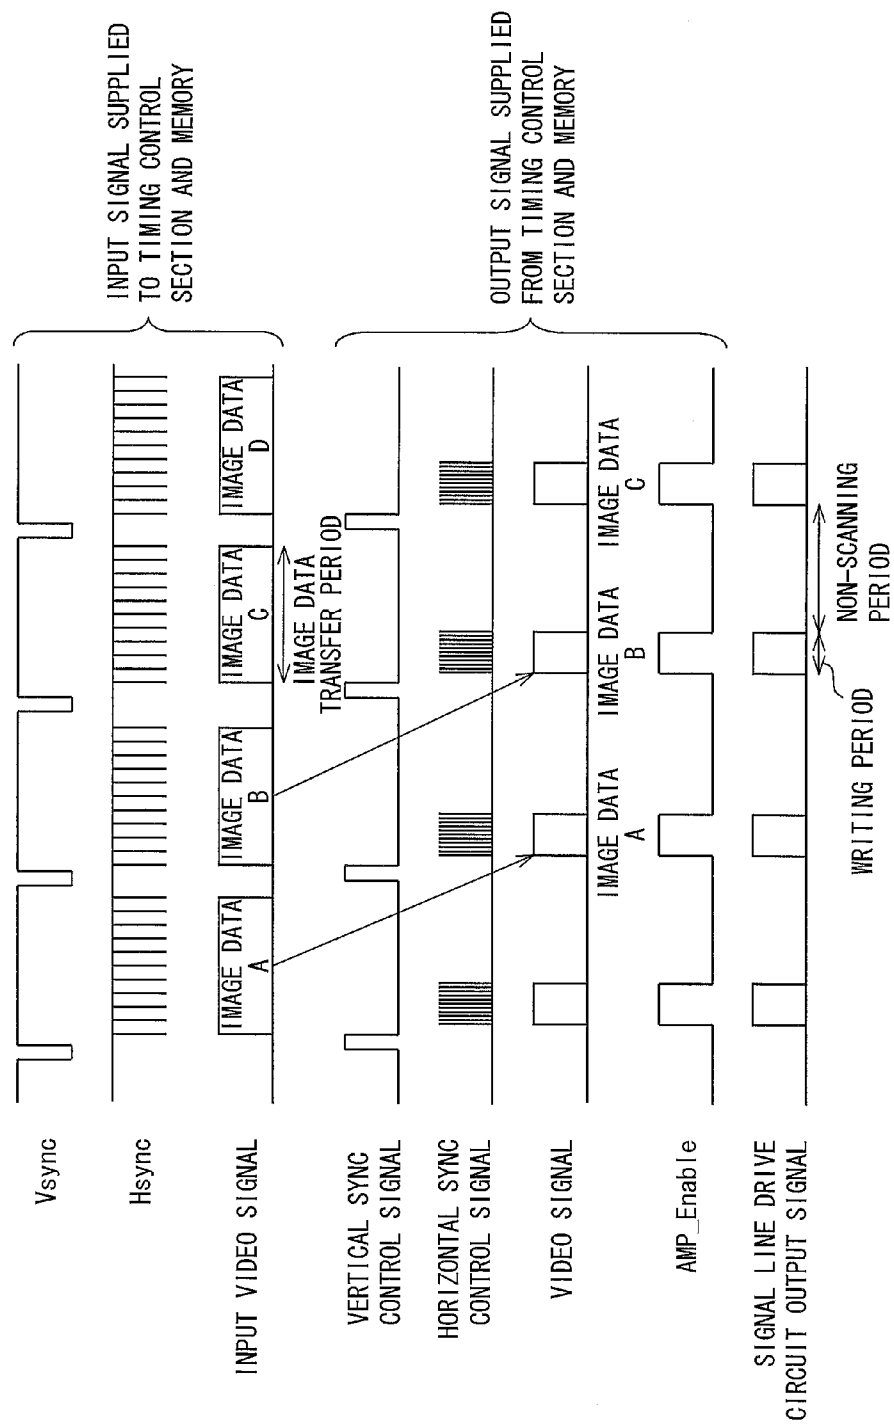 Vsync
Hsync
INPUT VIDEO SIGNAL
IMAGE DATA
A
IMAGE DATA
B
IMAGE DATA
C
IMAGE DATA
D
IMAGE DATA
TRANSFER PERIOD
INPUT SIGNAL SUPPLIED
TO TIMING CONTROL
SECTION AND MEMORY
VERTICAL SYNC
CONTROL SIGNAL
HORIZONTAL SYNC
CONTROL SIGNAL
VIDEO SIGNAL
IMAGE DATA
A
IMAGE DATA
B
IMAGE DATA
C
AMP_Enable
OUTPUT SIGNAL SUPPLIED
FROM TIMING CONTROL
SECTION AND MEMORY
SIGNAL LINE DRIVE
CIRCUIT OUTPUT SIGNAL
WRITING PERIOD
NON-SCANNING
PERIOD